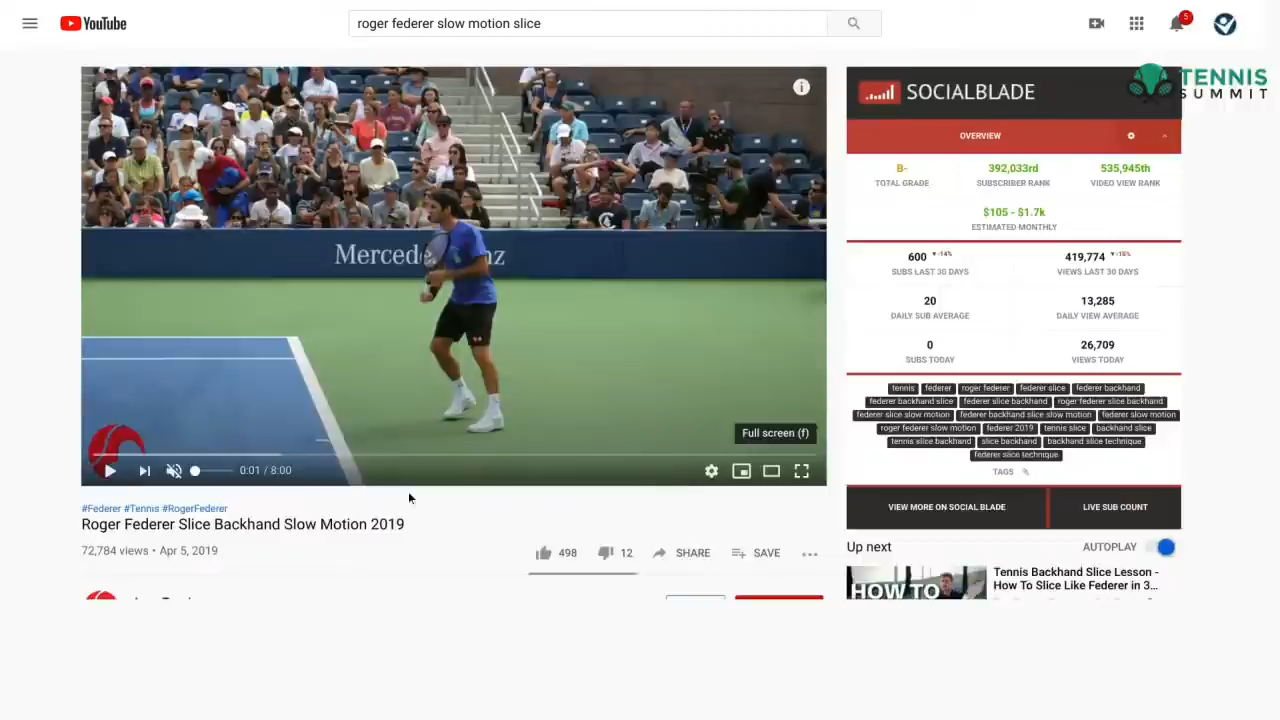 YouTube
roger federer slow motion slice
5
TENNIS
SUMMIT
Merced
nz
Full screen (f)
0:01 / 8:00
#Federer #Tennis #RogerFederer
Roger Federer Slice Backhand Slow Motion 2019
72,784 views • Apr 5, 2019
498
12
SHARE
SAVE
SOCIALBLADE
OVERVIEW
B- 392,033rd 535,945th
TOTAL GRADE SUBSCRIBER RANK VIDEO VIEW RANK
$105 - $1.7k
ESTIMATED MONTHLY
600 ▼-14% 419,774 ▼-16%
SUBS LAST 30 DAYS VIEWS LAST 30 DAYS
20 13,285
DAILY SUB AVERAGE DAILY VIEW AVERAGE
0 26,709
SUBS TODAY VIEWS TODAY
tennis federer roger federer federer slice federer backhand
federer backhand slice federer slice backhand roger federer slice backhand
federer slice slow motion federer backhand slice slow motion federer slow motion
roger federer slow motion federer 2019 tennis slice backhand slice
tennis slice backhand slice backhand backhand slice technique
federer slice technique
TAGS
VIEW MORE ON SOCIAL BLADE LIVE SUB COUNT
Up next AUTOPLAY
HOW TO
Tennis Backhand Slice Lesson -
How To Slice Like Federer in 3...